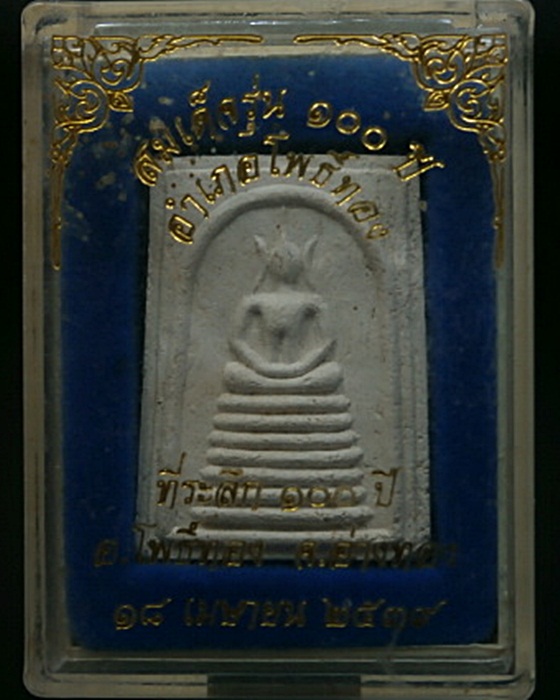 สมเด็จรุ่น ๑๐๐ ปี
อำเภอโพธิ์ทอง
ที่ระลึก ๑๐๐ ปี
อ.โพธิ์ทอง จ.อ่างทอง
๑๘ เมษายน ๒๕๓๙